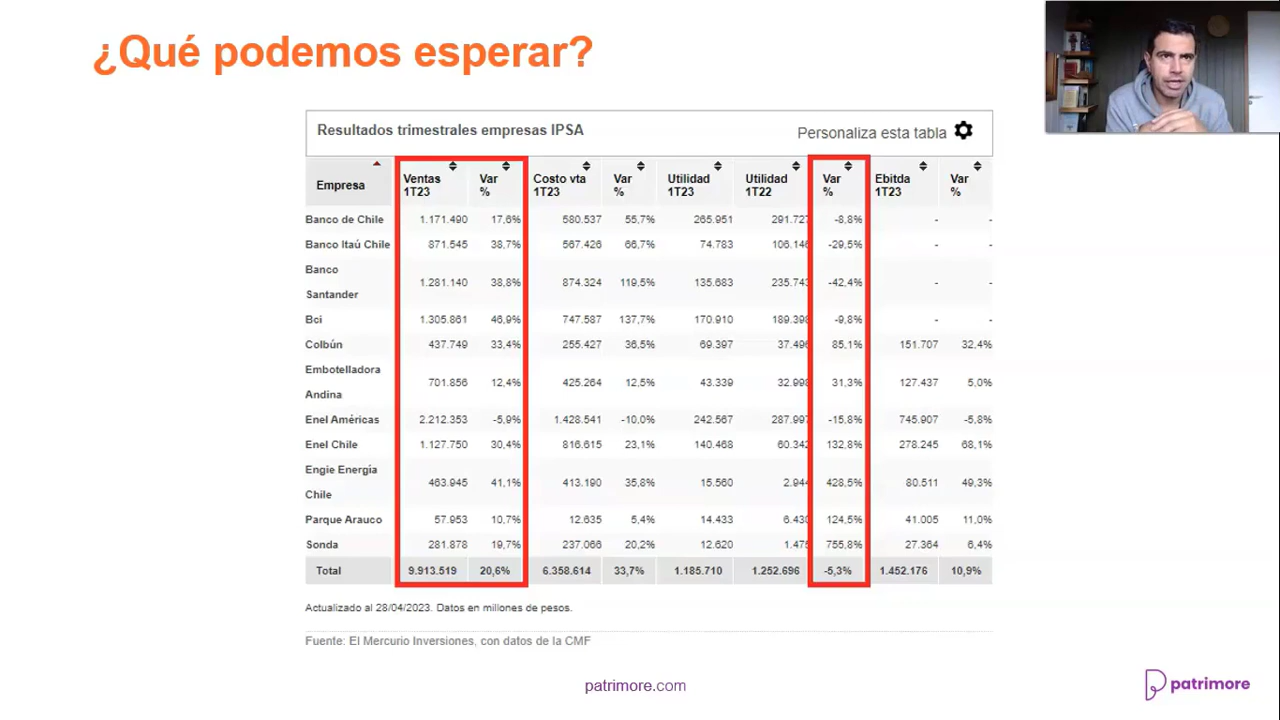 ¿Qué podemos esperar?
Resultados trimestrales empresas IPSA
Personaliza esta tabla
Empresa Ventas 1T23 Var % Costo vta 1T23 Var % Utilidad 1T23 Utilidad 1T22 Var % Ebitda 1T23 Var %
Banco de Chile 1.171.490 17,6% 580.537 55,7% 265.951 291.727 -8,8% - -
Banco Itaú Chile 871.545 38,7% 567.426 66,7% 74.783 106.146 -29,5% - -
Banco Santander 1.281.140 38,8% 874.324 119,5% 135.683 235.743 -42,4% - -
Bci 1.305.861 46,9% 747.587 137,7% 170.910 189.398 -9,8% - -
Colbún 437.749 33,4% 255.427 36,5% 69.397 37.496 85,1% 151.707 32,4%
Embotelladora Andina 701.856 12,4% 425.264 12,5% 43.339 32.998 31,3% 127.437 5,0%
Enel Américas 2.212.353 -5,9% 1.428.541 -10,0% 242.567 287.997 -15,8% 745.907 -5,8%
Enel Chile 1.127.750 30,4% 816.615 23,1% 140.468 60.342 132,8% 278.245 68,1%
Engie Energía Chile 463.945 41,1% 413.190 35,8% 15.560 2.944 428,5% 80.511 49,3%
Parque Arauco 57.953 10,7% 12.635 5,4% 14.433 6.430 124,5% 41.005 11,0%
Sonda 281.878 19,7% 237.066 20,2% 12.620 1.475 755,8% 27.364 6,4%
Total 9.913.519 20,6% 6.358.614 33,7% 1.185.710 1.252.696 -5,3% 1.452.176 10,9%
Actualizado al 28/04/2023. Datos en millones de pesos.
Fuente: El Mercurio Inversiones, con datos de la CMF
patrimore.com
patrimore